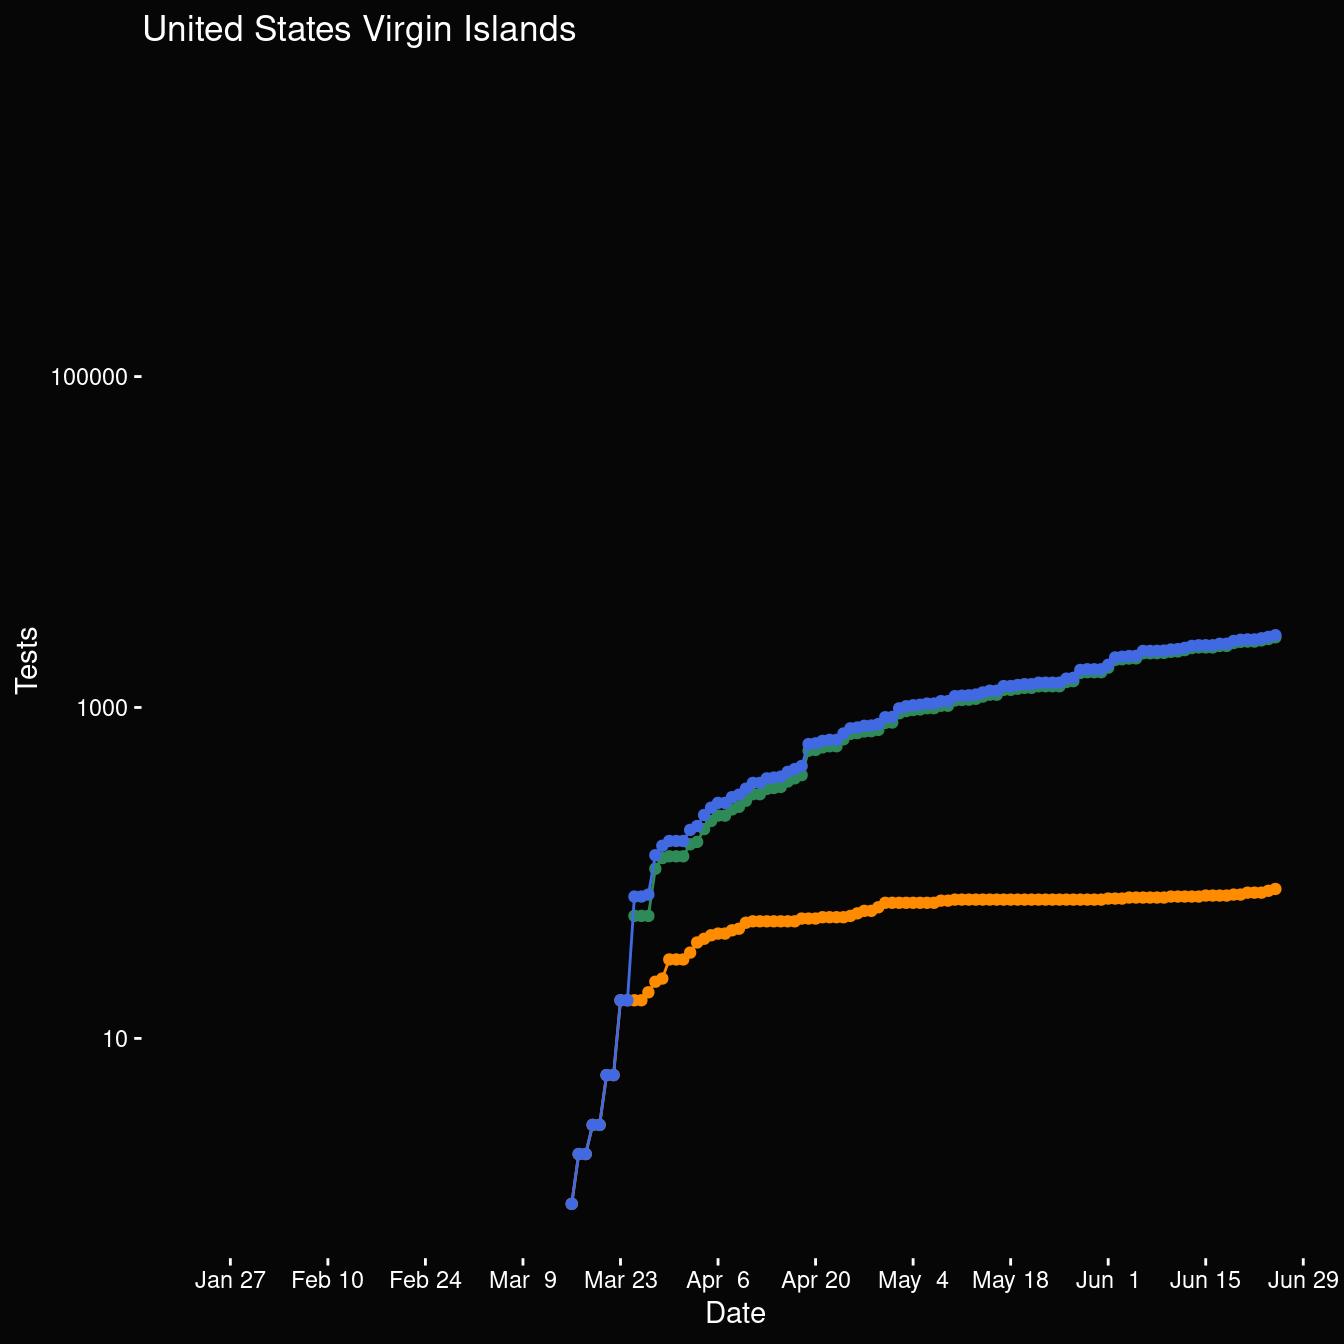 United States Virgin Islands
Tests
100000
1000
10
Jan 27 Feb 10 Feb 24 Mar  9 Mar 23 Apr  6 Apr 20 May  4 May 18 Jun  1 Jun 15 Jun 29
Date